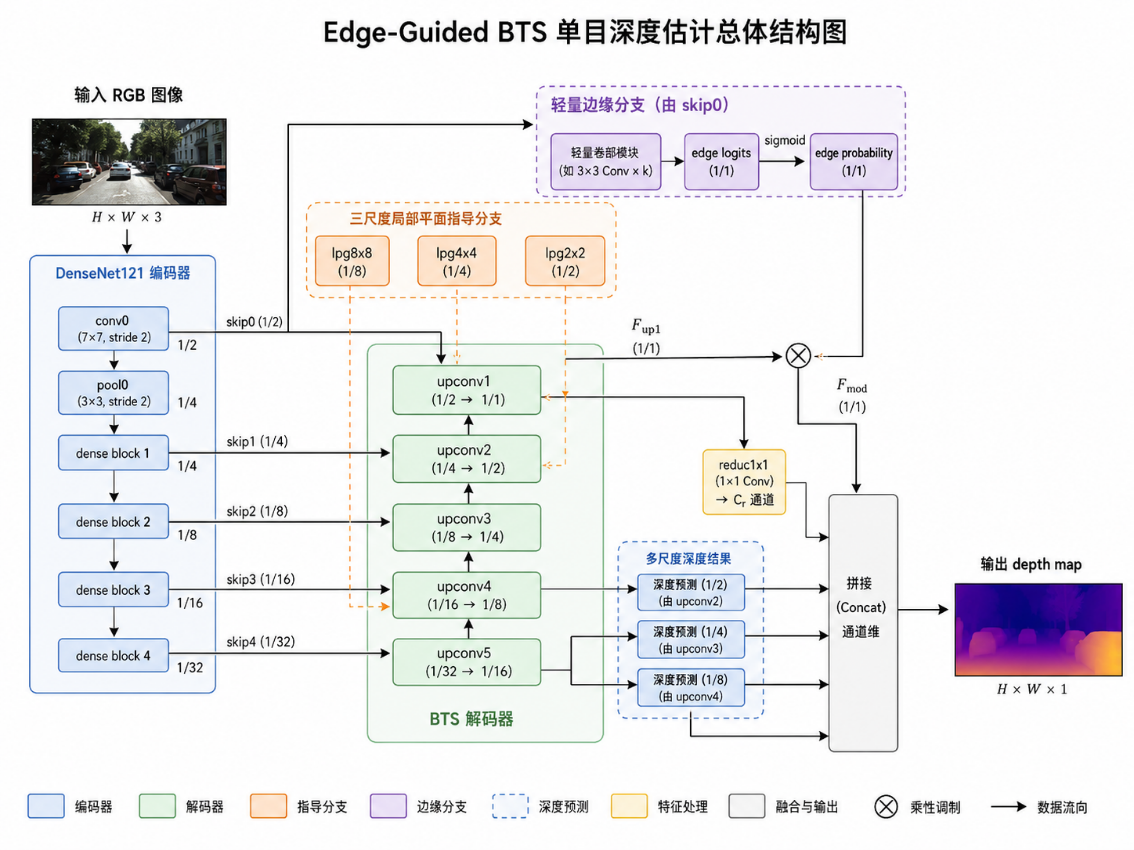 Edge-Guided BTS 单目深度估计总体结构图
输入 RGB 图像
H × W × 3
DenseNet121 编码器
conv0
(7×7, stride 2)
1/2
pool0
(3×3, stride 2)
1/4
dense block 1
1/4
dense block 2
1/8
dense block 3
1/16
dense block 4
1/32
skip0 (1/2)
skip1 (1/4)
skip2 (1/8)
skip3 (1/16)
skip4 (1/32)
三尺度局部平面指导分支
lpg8x8
(1/8)
lpg4x4
(1/4)
lpg2x2
(1/2)
轻量边缘分支（由 skip0）
轻量卷部模块
(如 3×3 Conv × k)
edge logits
(1/1)
sigmoid
edge probability
(1/1)
upconv1
(1/2 → 1/1)
upconv2
(1/4 → 1/2)
upconv3
(1/8 → 1/4)
upconv4
(1/16 → 1/8)
upconv5
(1/32 → 1/16)
BTS 解码器
F_up1
(1/1)
F_mod
(1/1)
reduc1x1
(1×1 Conv)
→ C_r 通道
多尺度深度结果
深度预测 (1/2)
(由 upconv2)
深度预测 (1/4)
(由 upconv3)
深度预测 (1/8)
(由 upconv4)
拼接
(Concat)
通道维
输出 depth map
H × W × 1
编码器
解码器
指导分支
边缘分支
深度预测
特征处理
融合与输出
乘性调制
数据流向